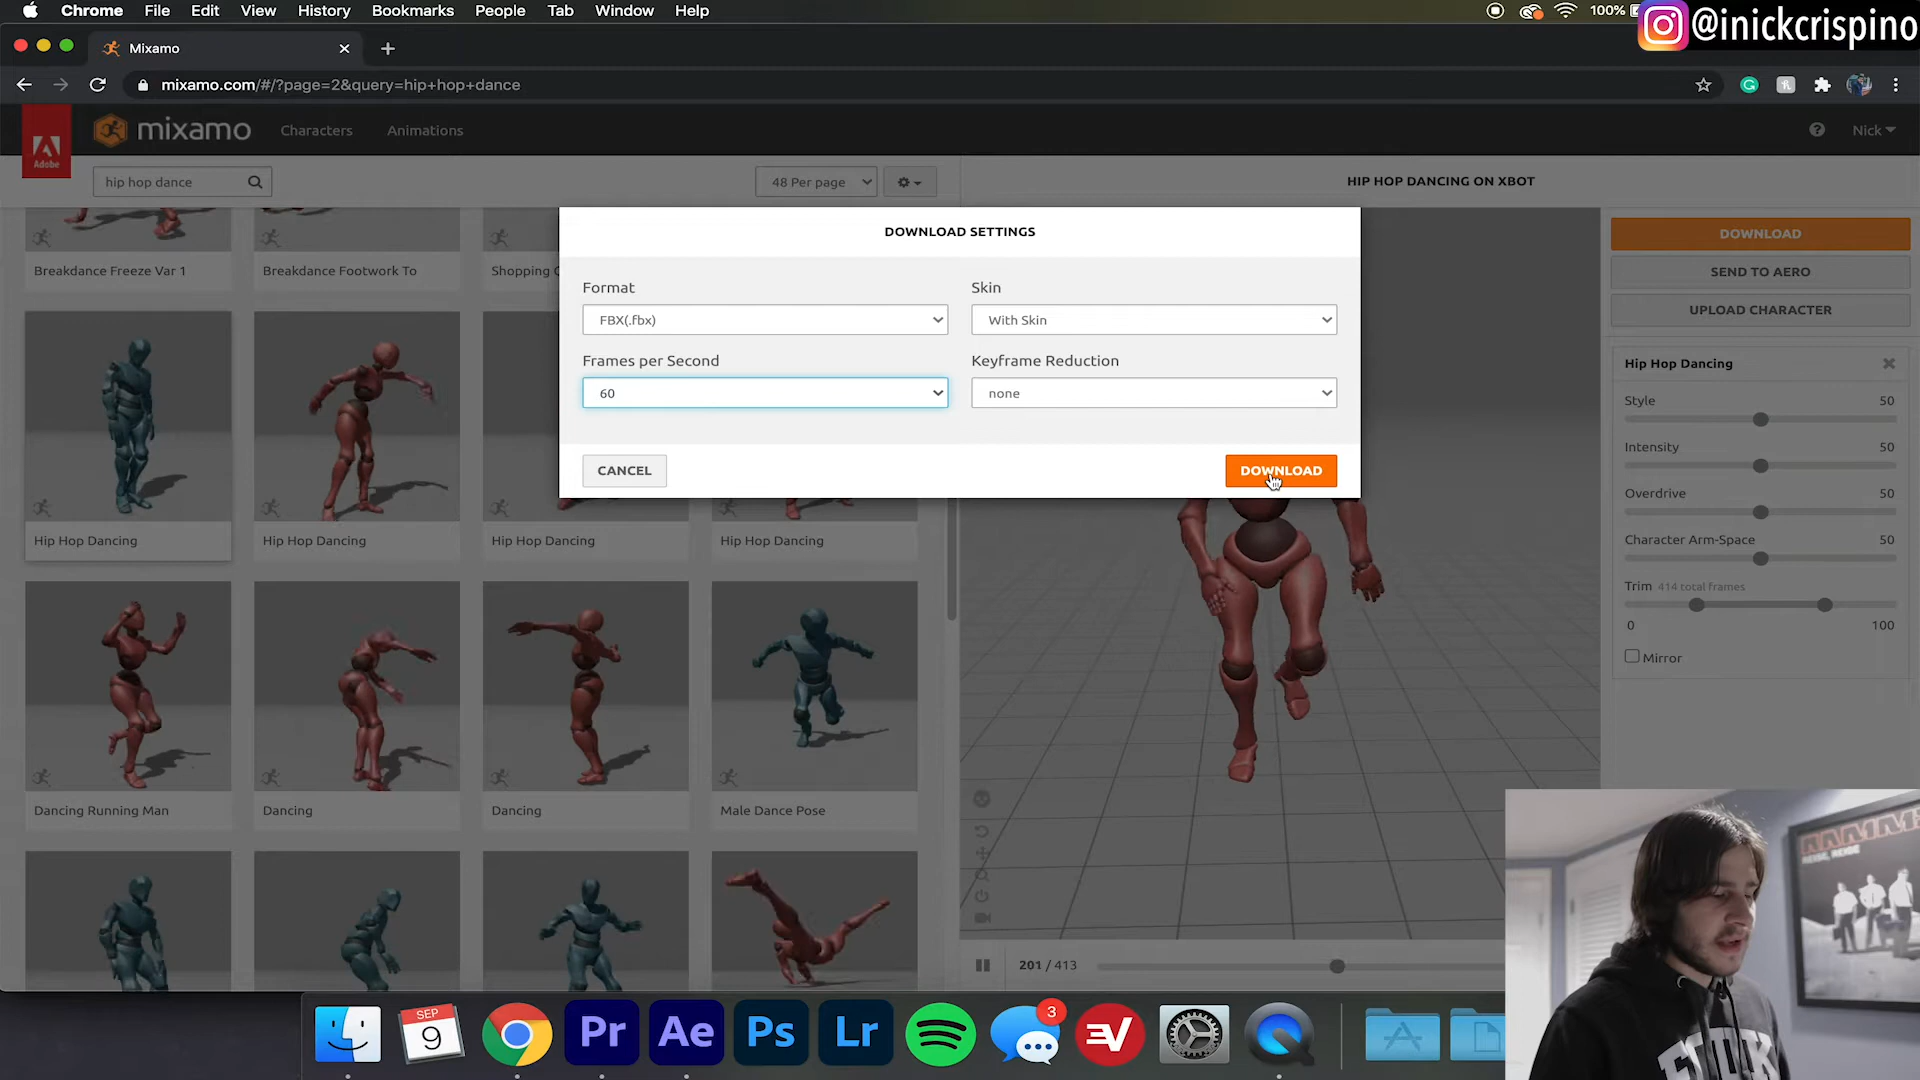 Chrome File Edit View History Bookmarks People Tab Window Help
100%
@inickcrispino
Mixamo
mixamo.com/#/?page=2&query=hip+hop+dance
Adobe
mixamo
Characters
Animations
Nick
hip hop dance
48 Per page
HIP HOP DANCING ON XBOT
DOWNLOAD SETTINGS
Format
FBX(.fbx)
Skin
With Skin
Frames per Second
60
Keyframe Reduction
none
CANCEL
DOWNLOAD
DOWNLOAD
SEND TO AERO
UPLOAD CHARACTER
Hip Hop Dancing
Style 50
Intensity 50
Overdrive 50
Character Arm-Space 50
Trim 414 total frames
0 100
Mirror
Breakdance Freeze Var 1
Breakdance Footwork To
Shopping
Hip Hop Dancing
Hip Hop Dancing
Hip Hop Dancing
Hip Hop Dancing
Dancing Running Man
Dancing
Dancing
Male Dance Pose
201 / 413
SEP
9
Pr
Ae
Ps
Lr
3
REISE, REISE